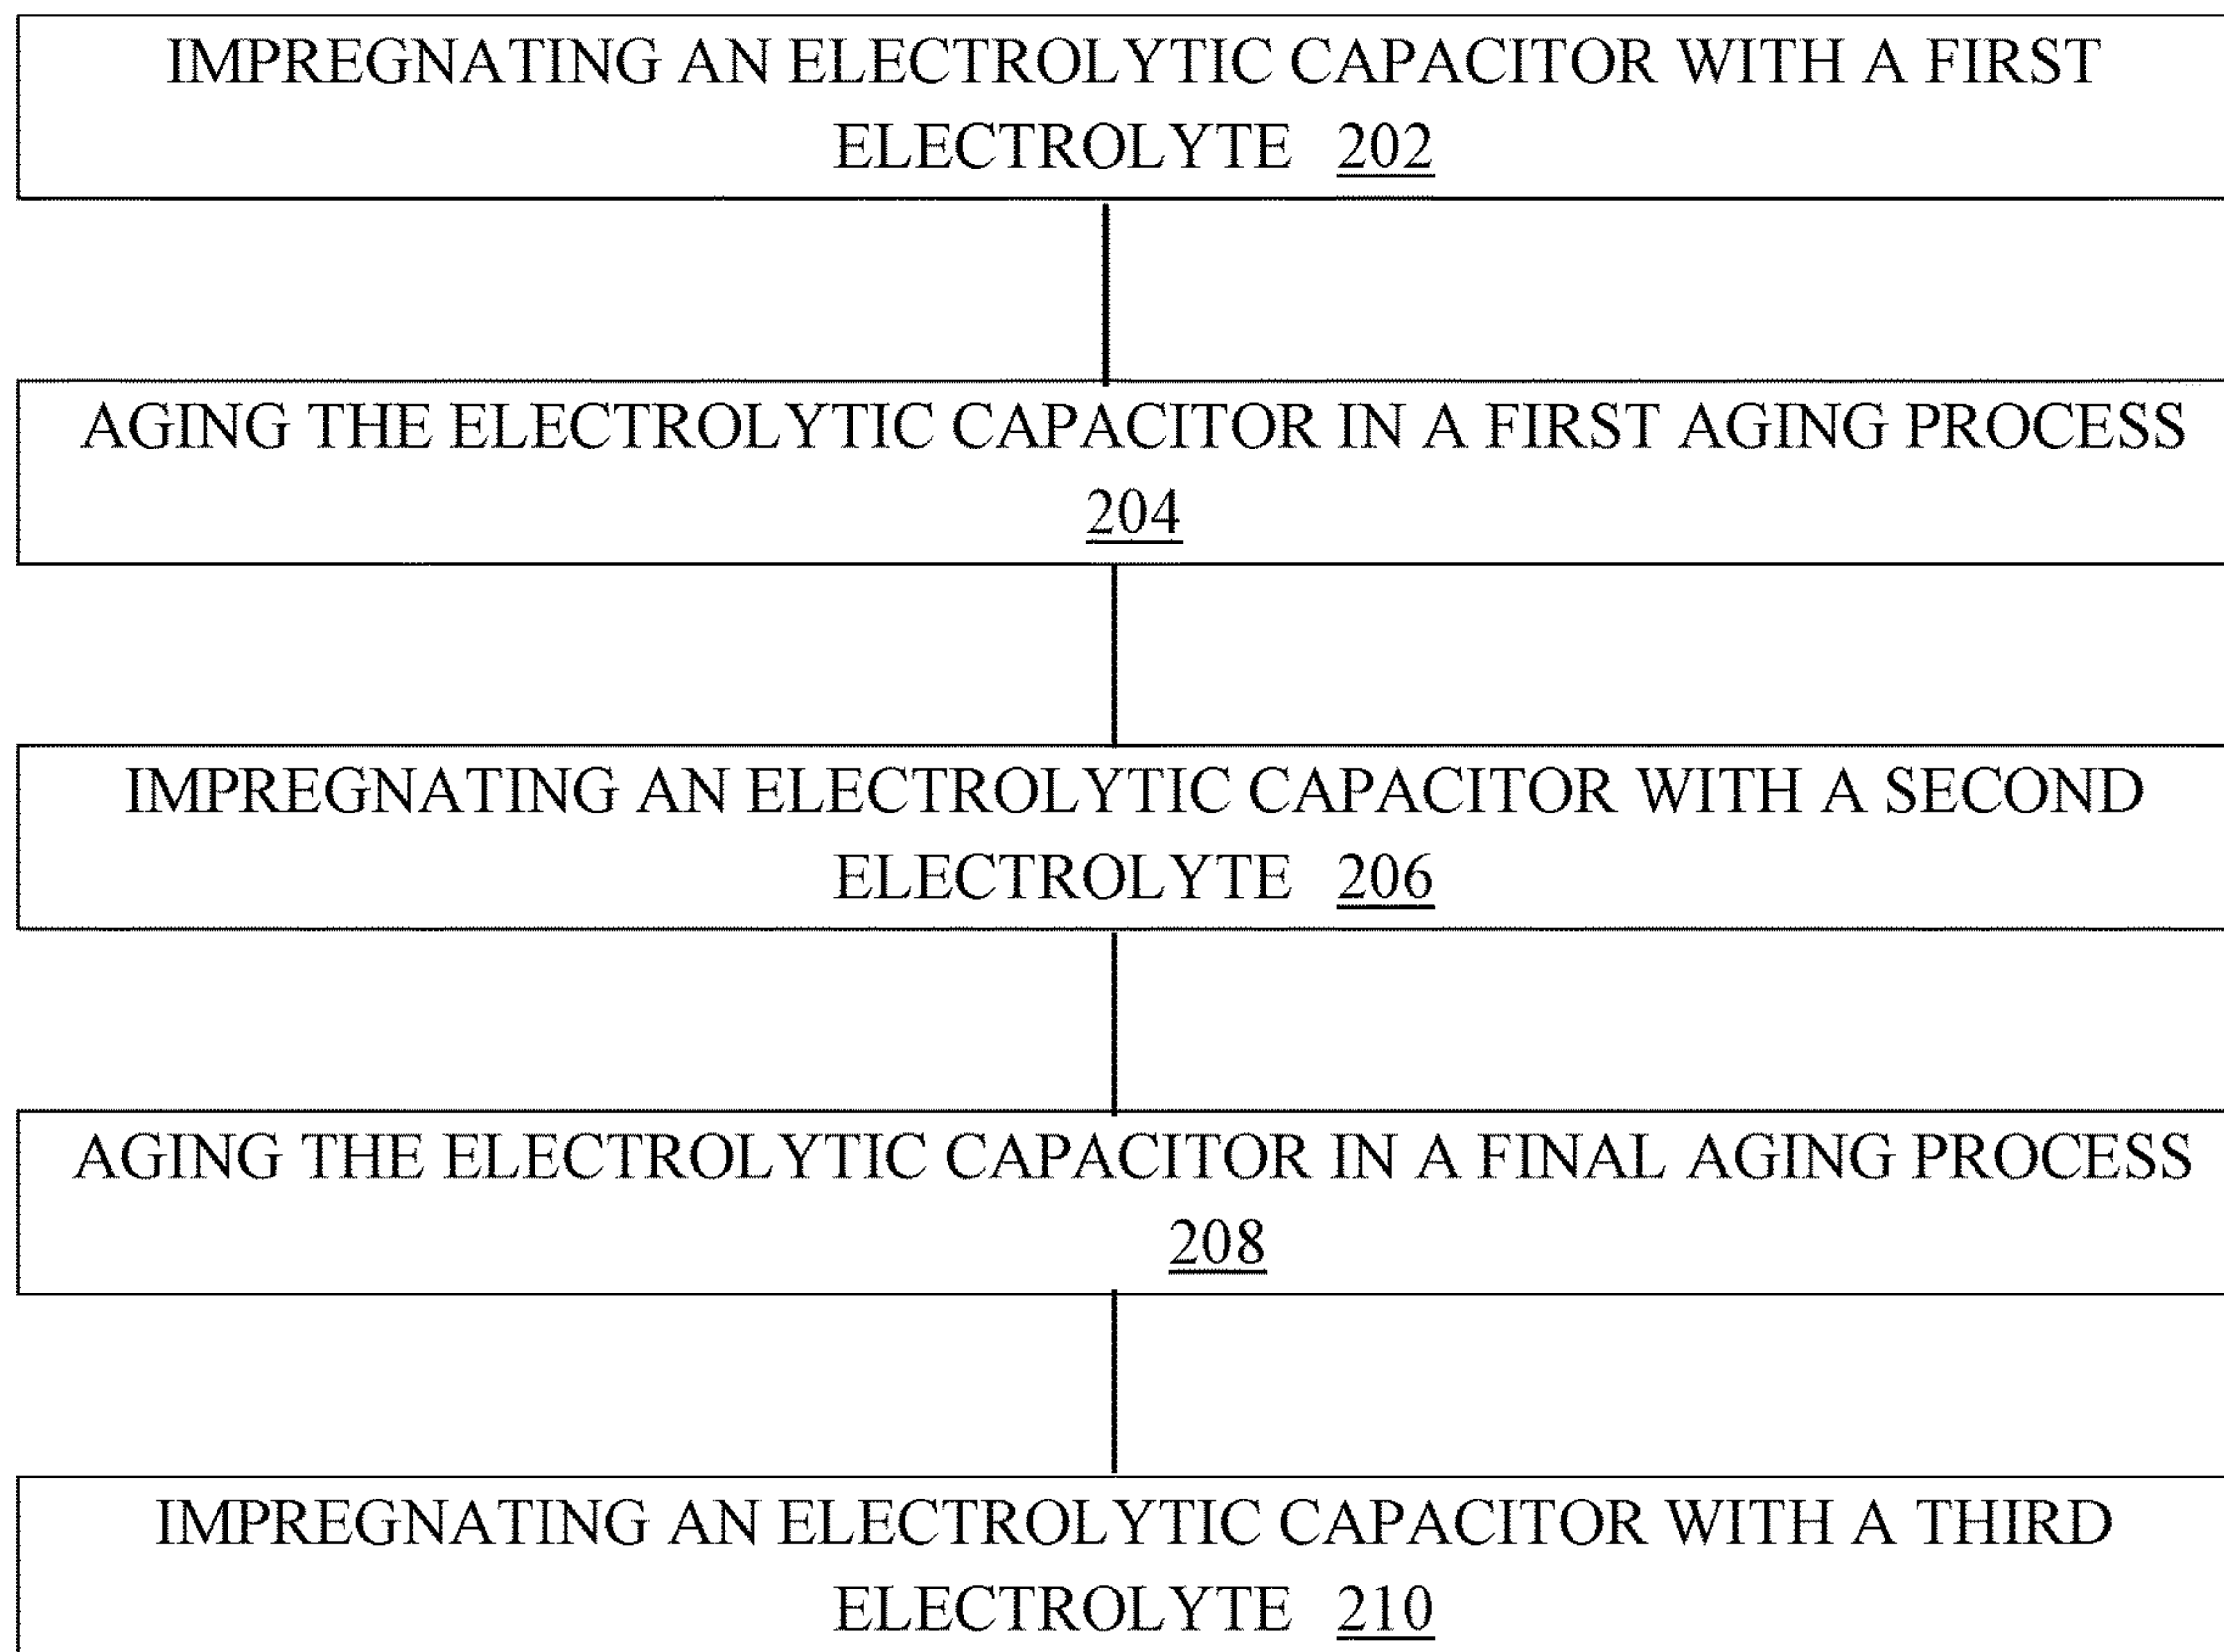 IMPREGNATING AN ELECTROLYTIC CAPACITOR WITH A FIRST
ELECTROLYTE 202
AGING THE ELECTROLYTIC CAPACITOR IN A FIRST AGING PROCESS
204
IMPREGNATING AN ELECTROLYTIC CAPACITOR WITH A SECOND
ELECTROLYTE 206
AGING THE ELECTROLYTIC CAPACITOR IN A FINAL AGING PROCESS
208
IMPREGNATING AN ELECTROLYTIC CAPACITOR WITH A THIRD
ELECTROLYTE 210